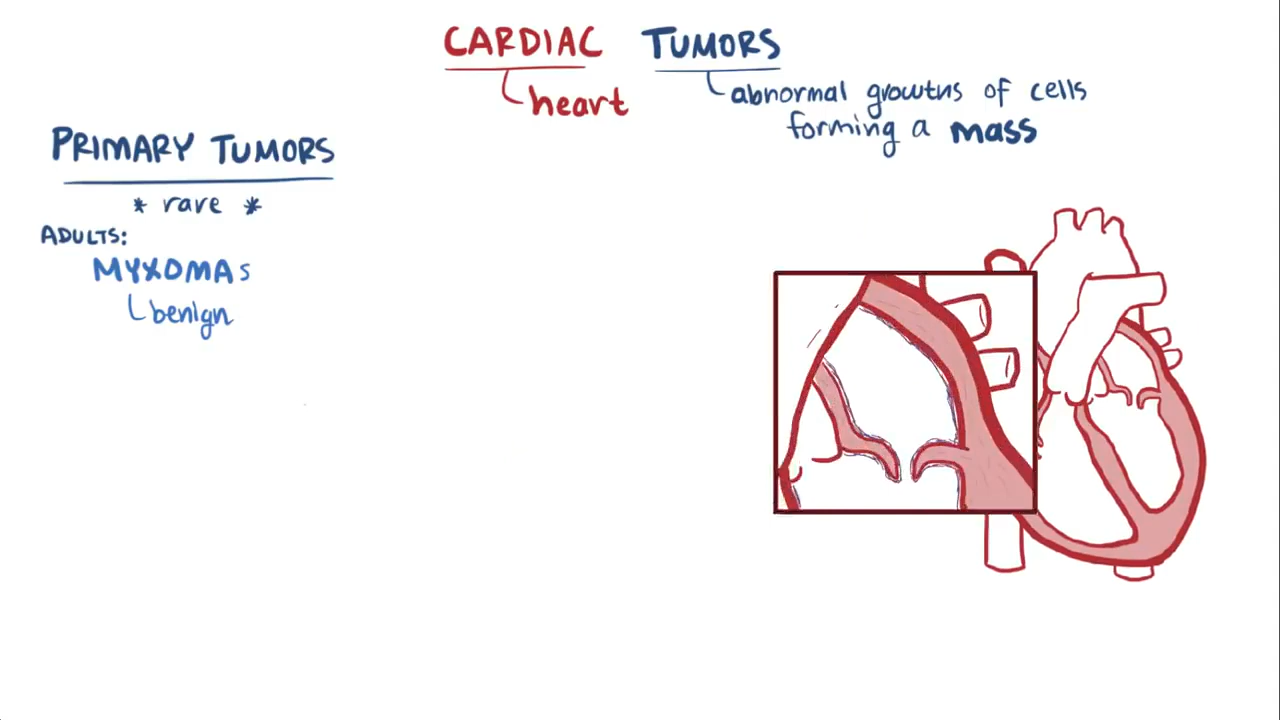 CARDIAC TUMORS
heart
abnormal growths of cells
forming a mass
PRIMARY TUMORS
* rare *
ADULTS:
MYXOMAS
benign